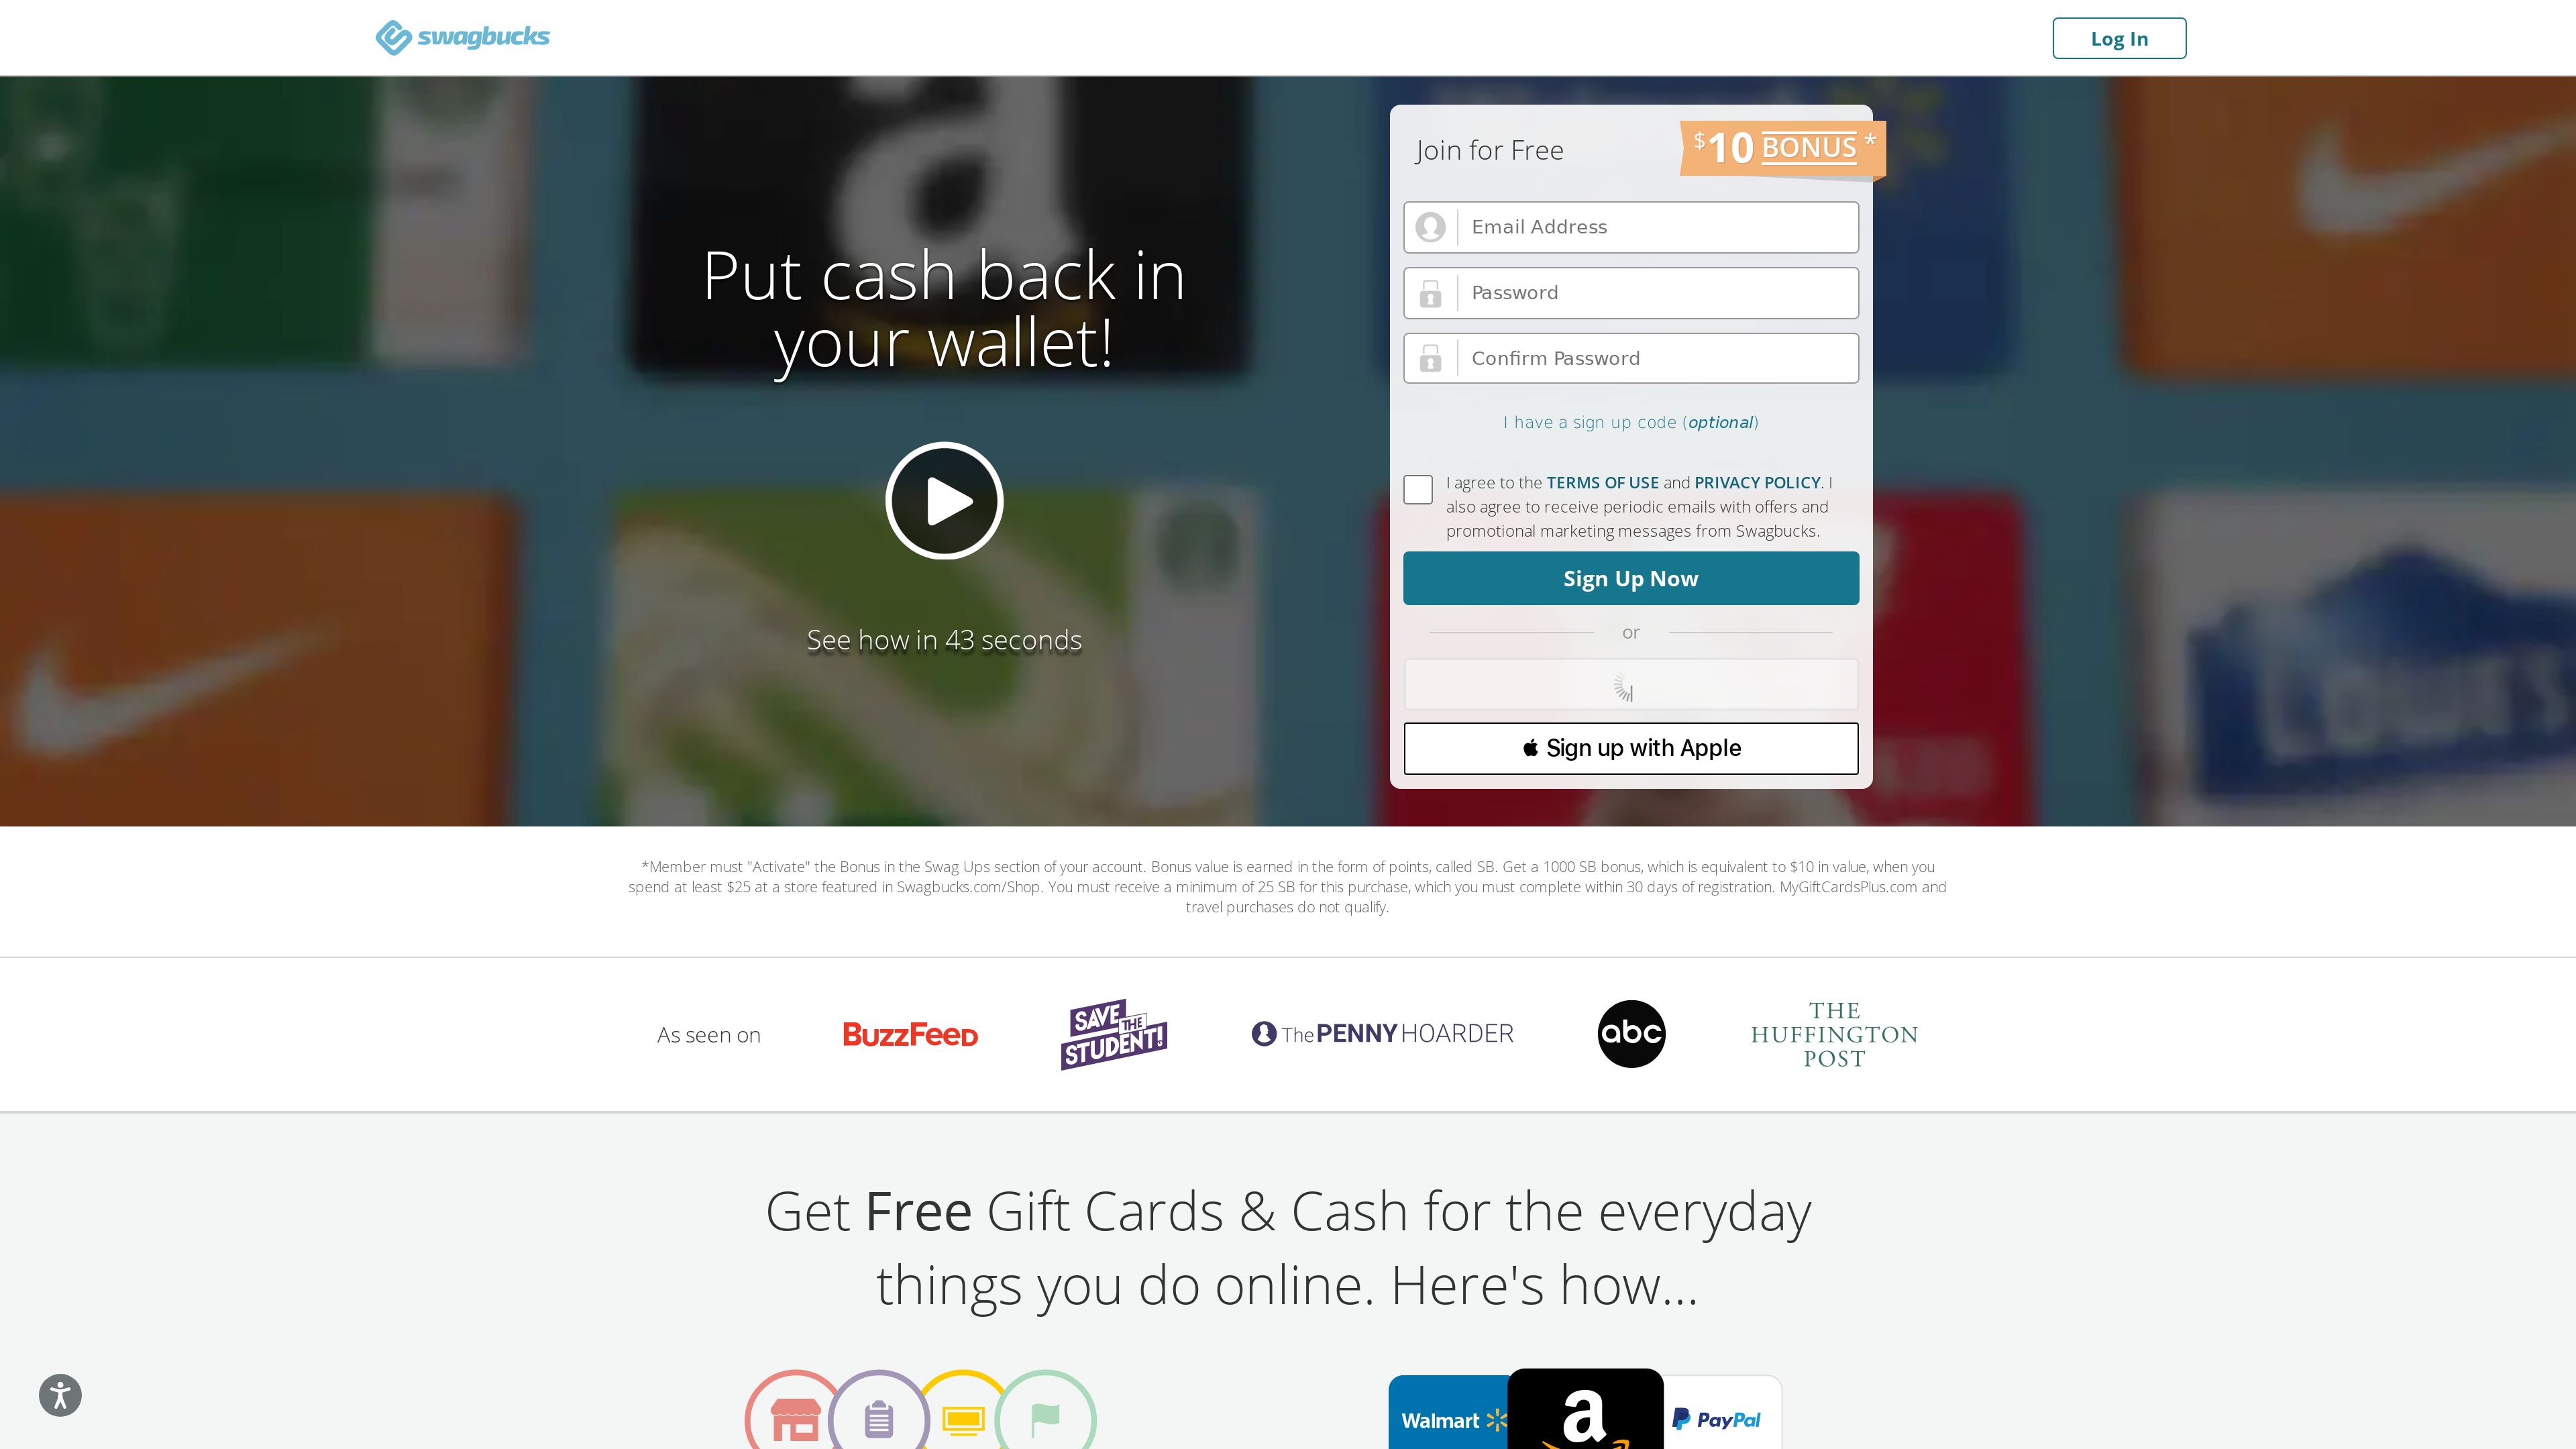 swagbucks
Log In
Put cash back in
your wallet!
See how in 43 seconds
Join for Free
$10 BONUS *
Email Address
Password
Confirm Password
I have a sign up code (optional)
I agree to the TERMS OF USE and PRIVACY POLICY. I
also agree to receive periodic emails with offers and
promotional marketing messages from Swagbucks.
Sign Up Now
or
Sign up with Apple
*Member must "Activate" the Bonus in the Swag Ups section of your account. Bonus value is earned in the form of points, called SB. Get a 1000 SB bonus, which is equivalent to $10 in value, when you
spend at least $25 at a store featured in Swagbucks.com/Shop. You must receive a minimum of 25 SB for this purchase, which you must complete within 30 days of registration. MyGiftCardsPlus.com and
travel purchases do not qualify.
As seen on
BuzzFeed
SAVE THE STUDENT!
The PENNY HOARDER
abc
THE
HUFFINGTON
POST
Get Free Gift Cards & Cash for the everyday
things you do online. Here's how...
Walmart
a
PayPal